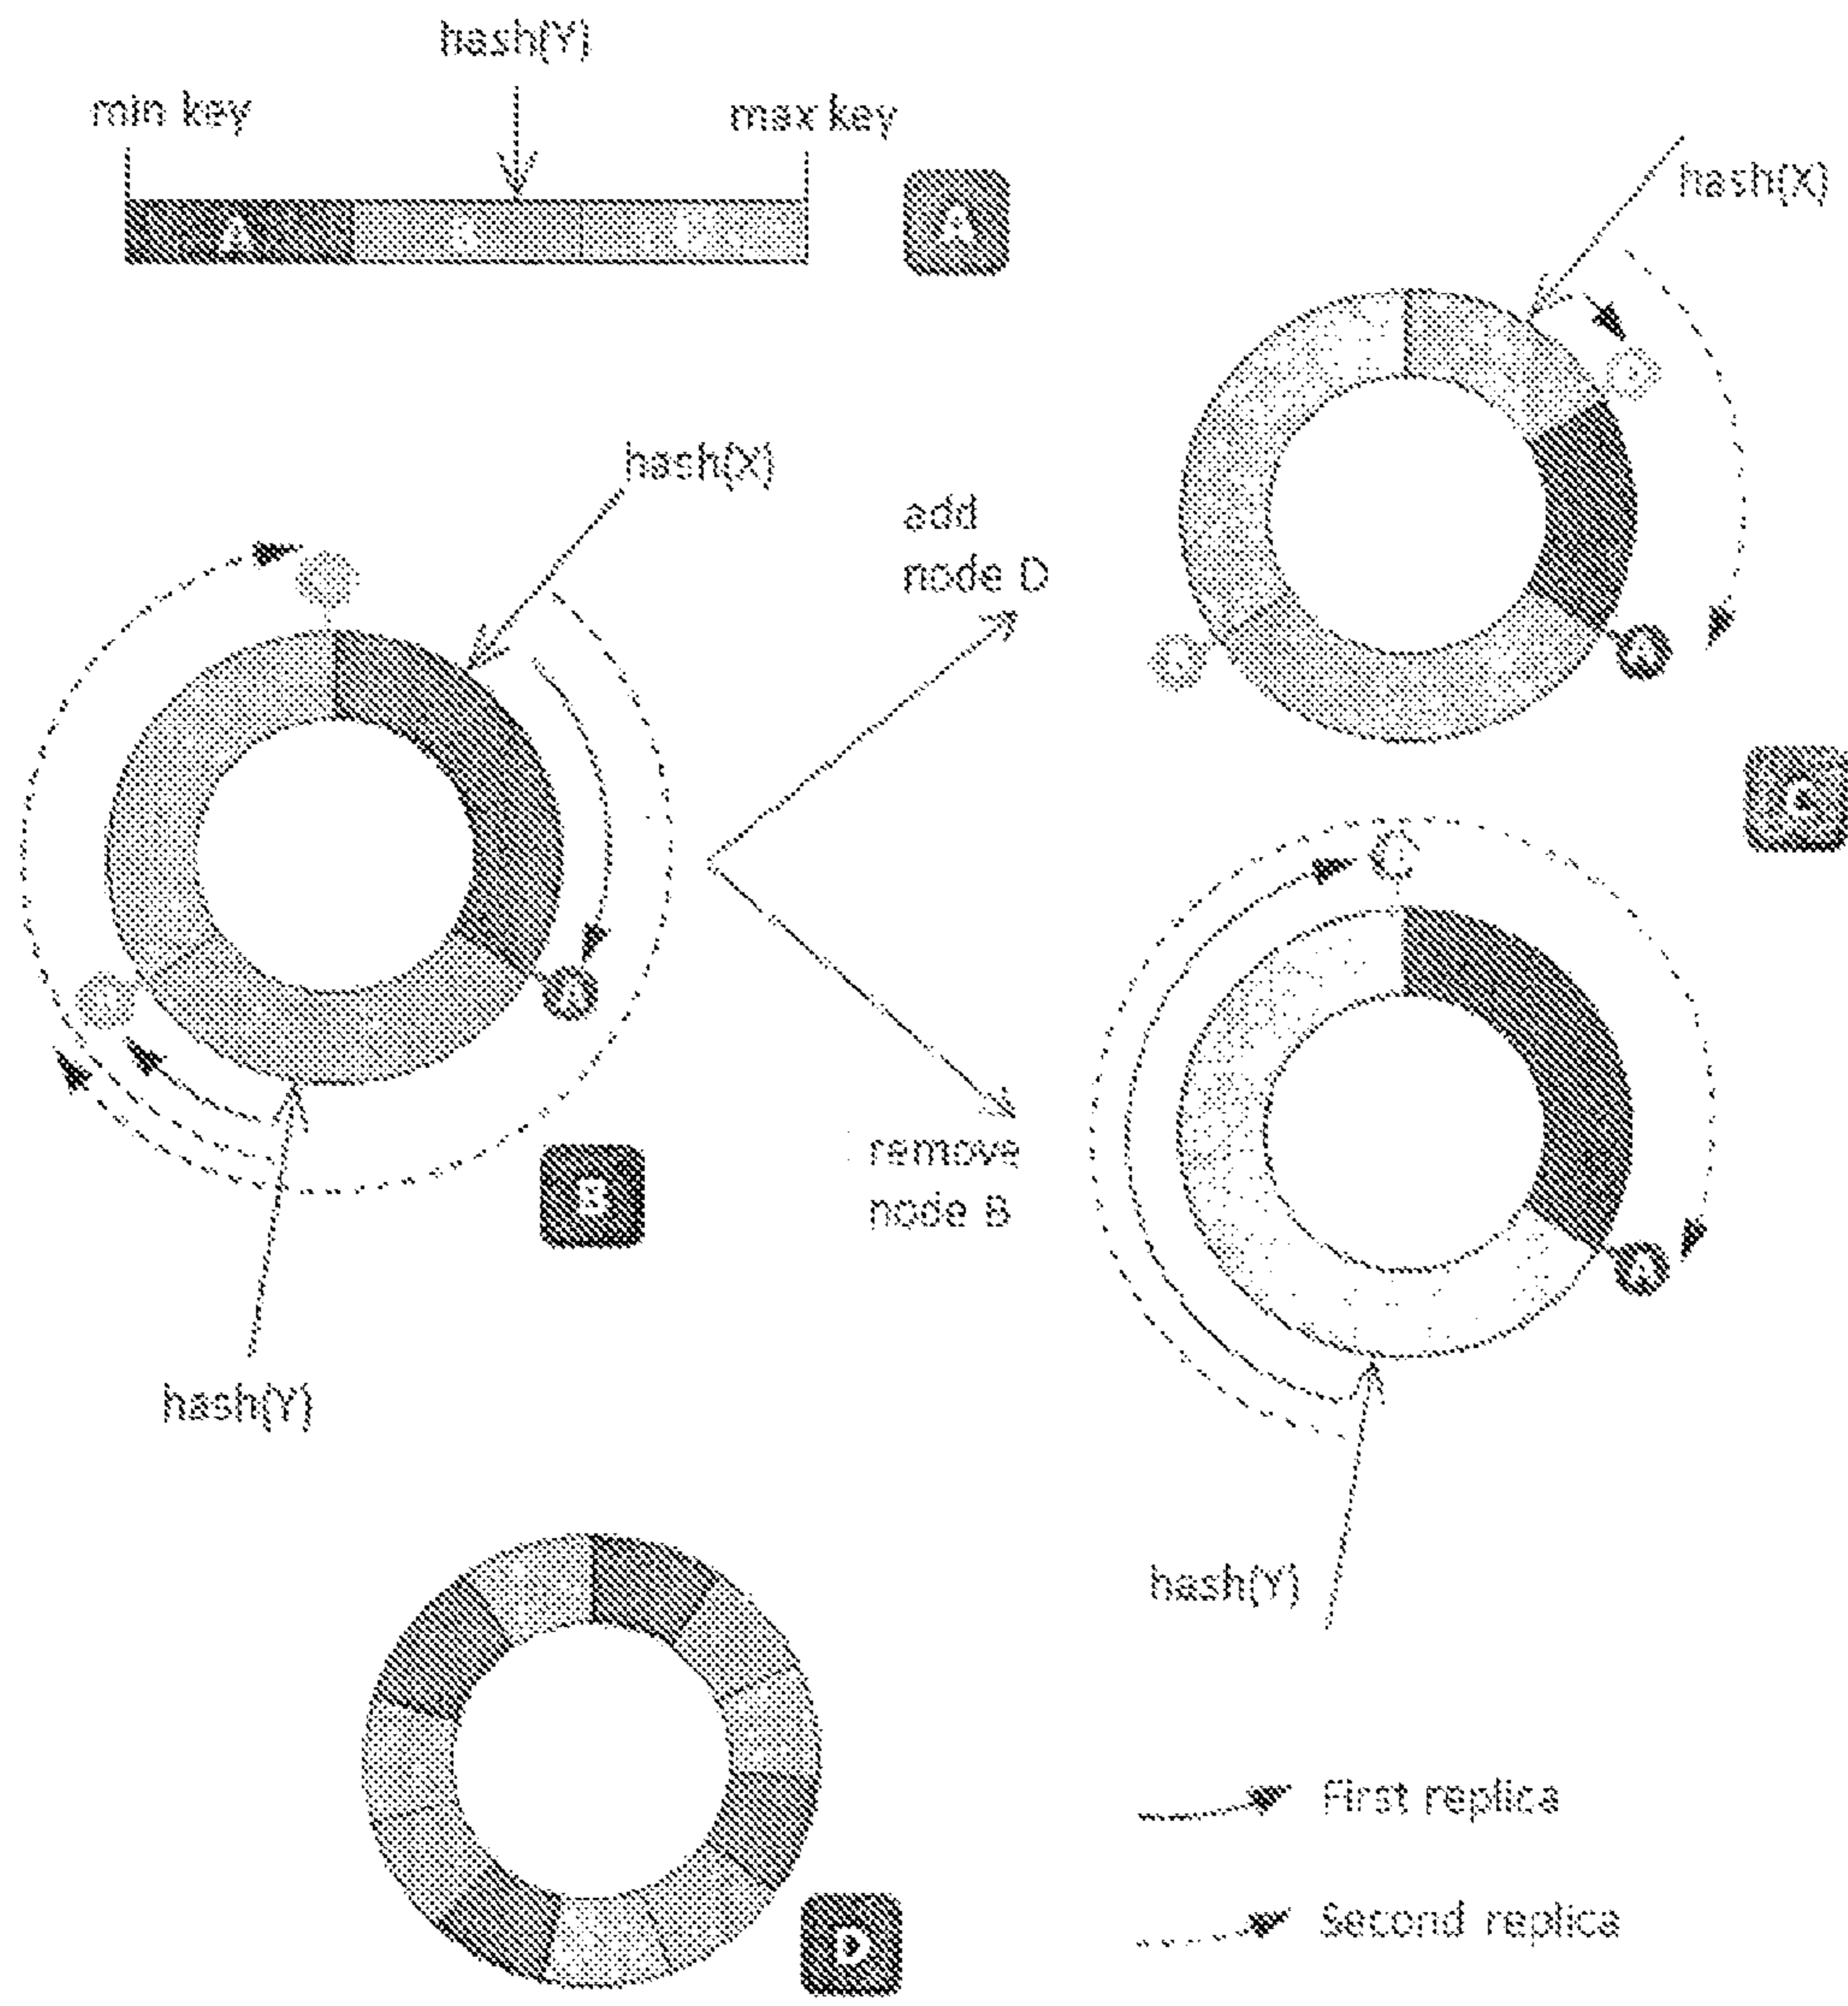 hash(Y)
min key
max key
A
A
hash(X)
hash(X)
add
node D
A
A
B
remove
node B
A
hash(Y)
hash(Y)
First replica
D
Second replica